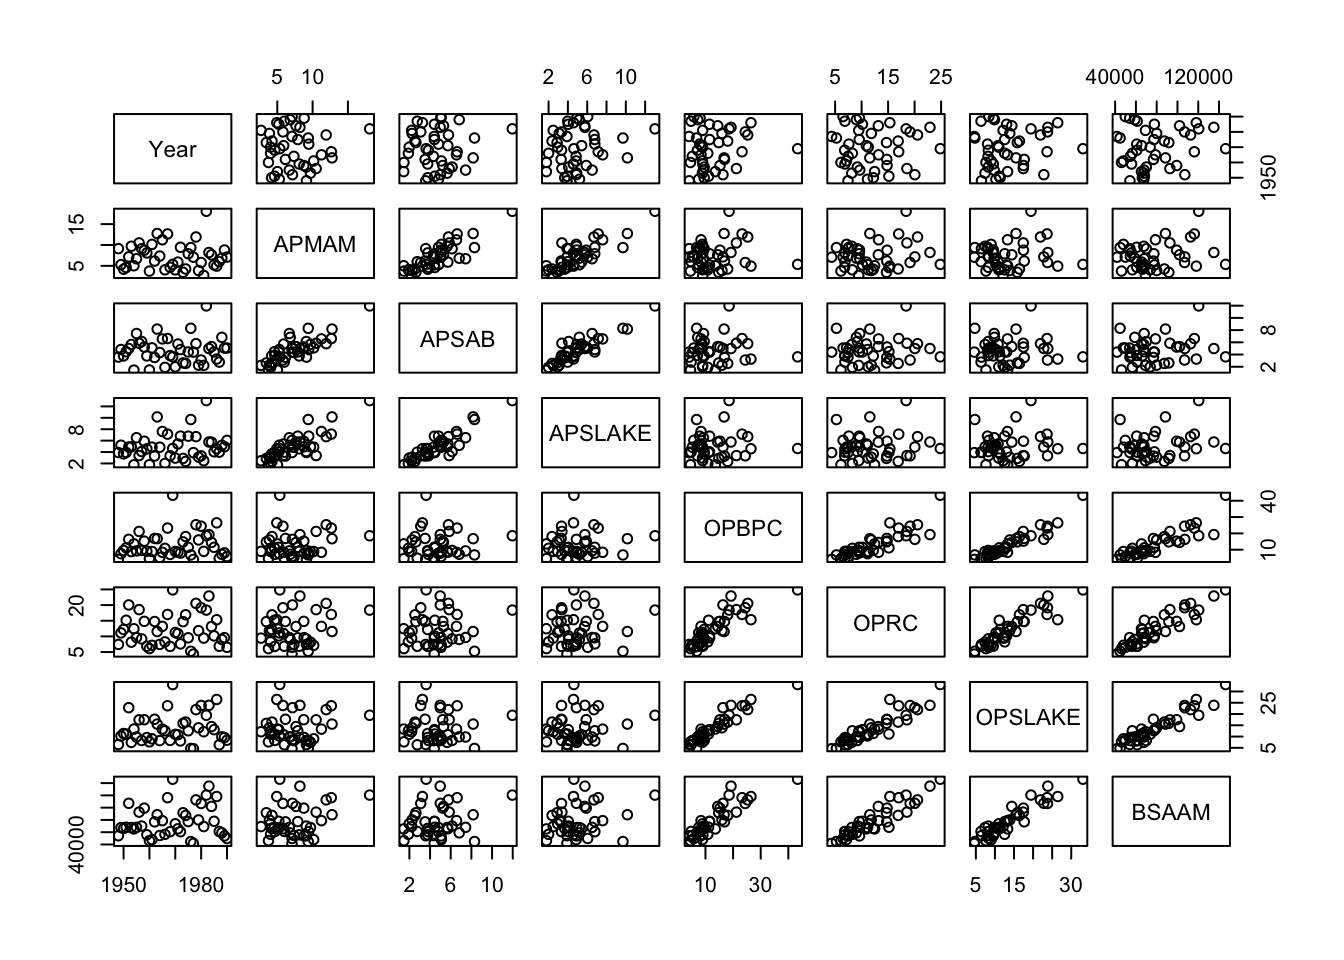 5 10
2 6 10
5 15 25
40000 120000
Year
1950
15
5
APMAM
APSAB
8
2
8
2
APSLAKE
OPBPC
40
10
20
5
OPRC
OPSLAKE
25
5
40000
BSAAM
1950 1980
2 6 10
10 30
5 15 30